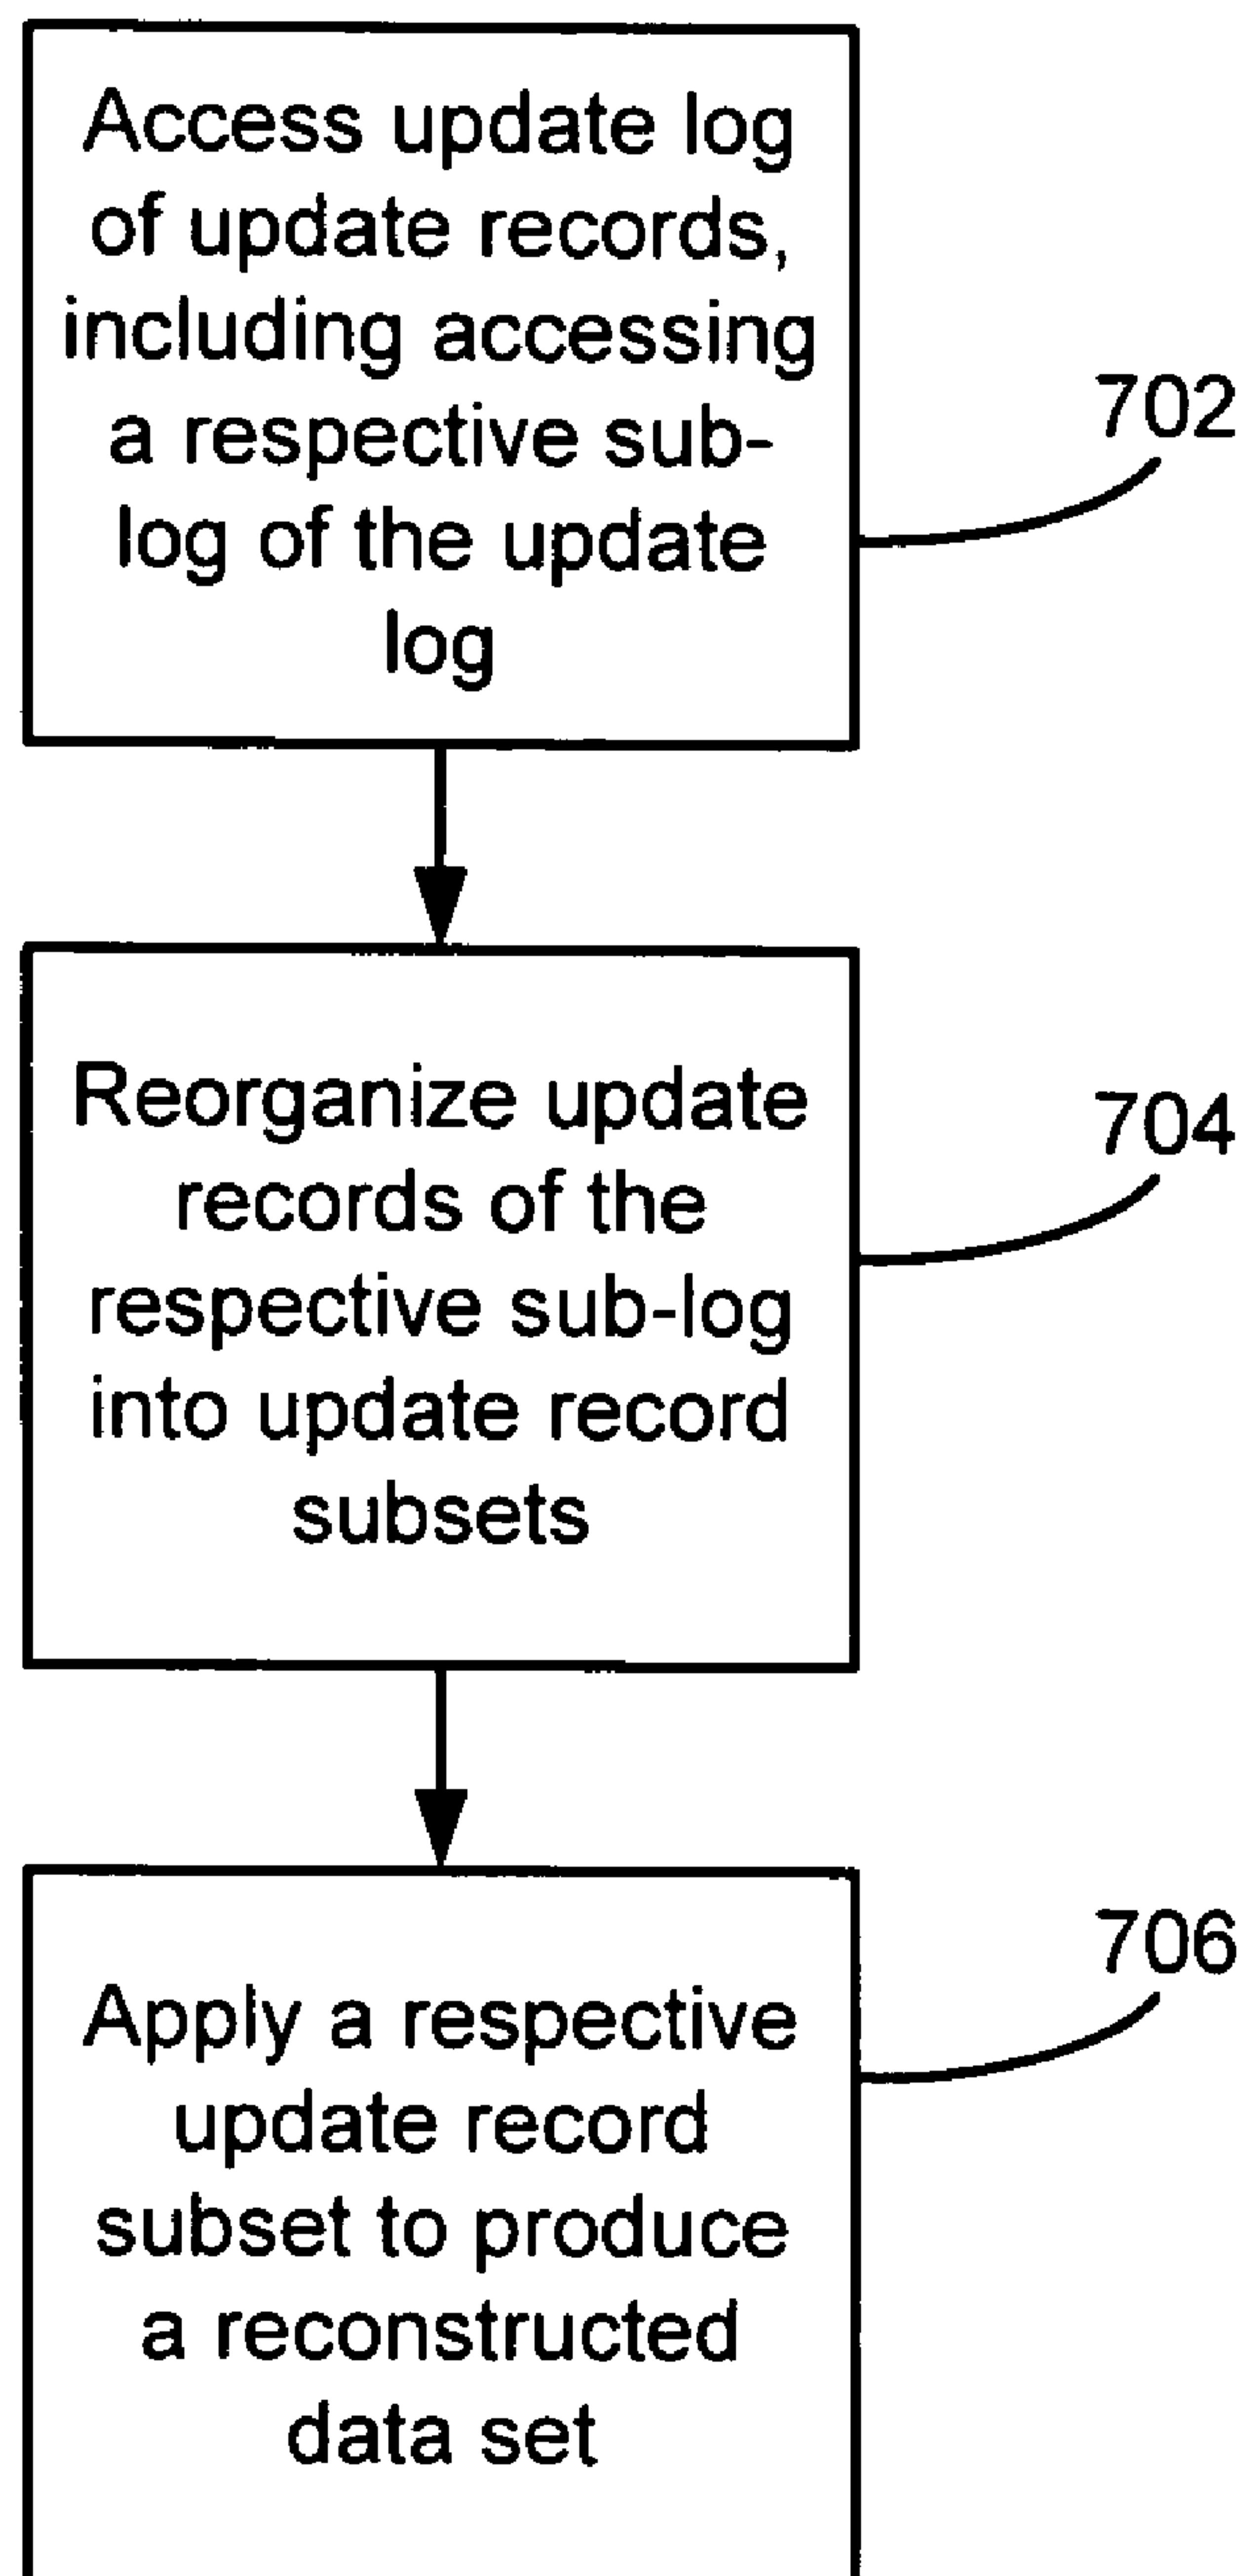 Access update log
of update records,
including accessing
a respective sub-
log of the update
log
702
Reorganize update
records of the
respective sub-log
into update record
subsets
704
Apply a respective
update record
subset to produce
a reconstructed
data set
706